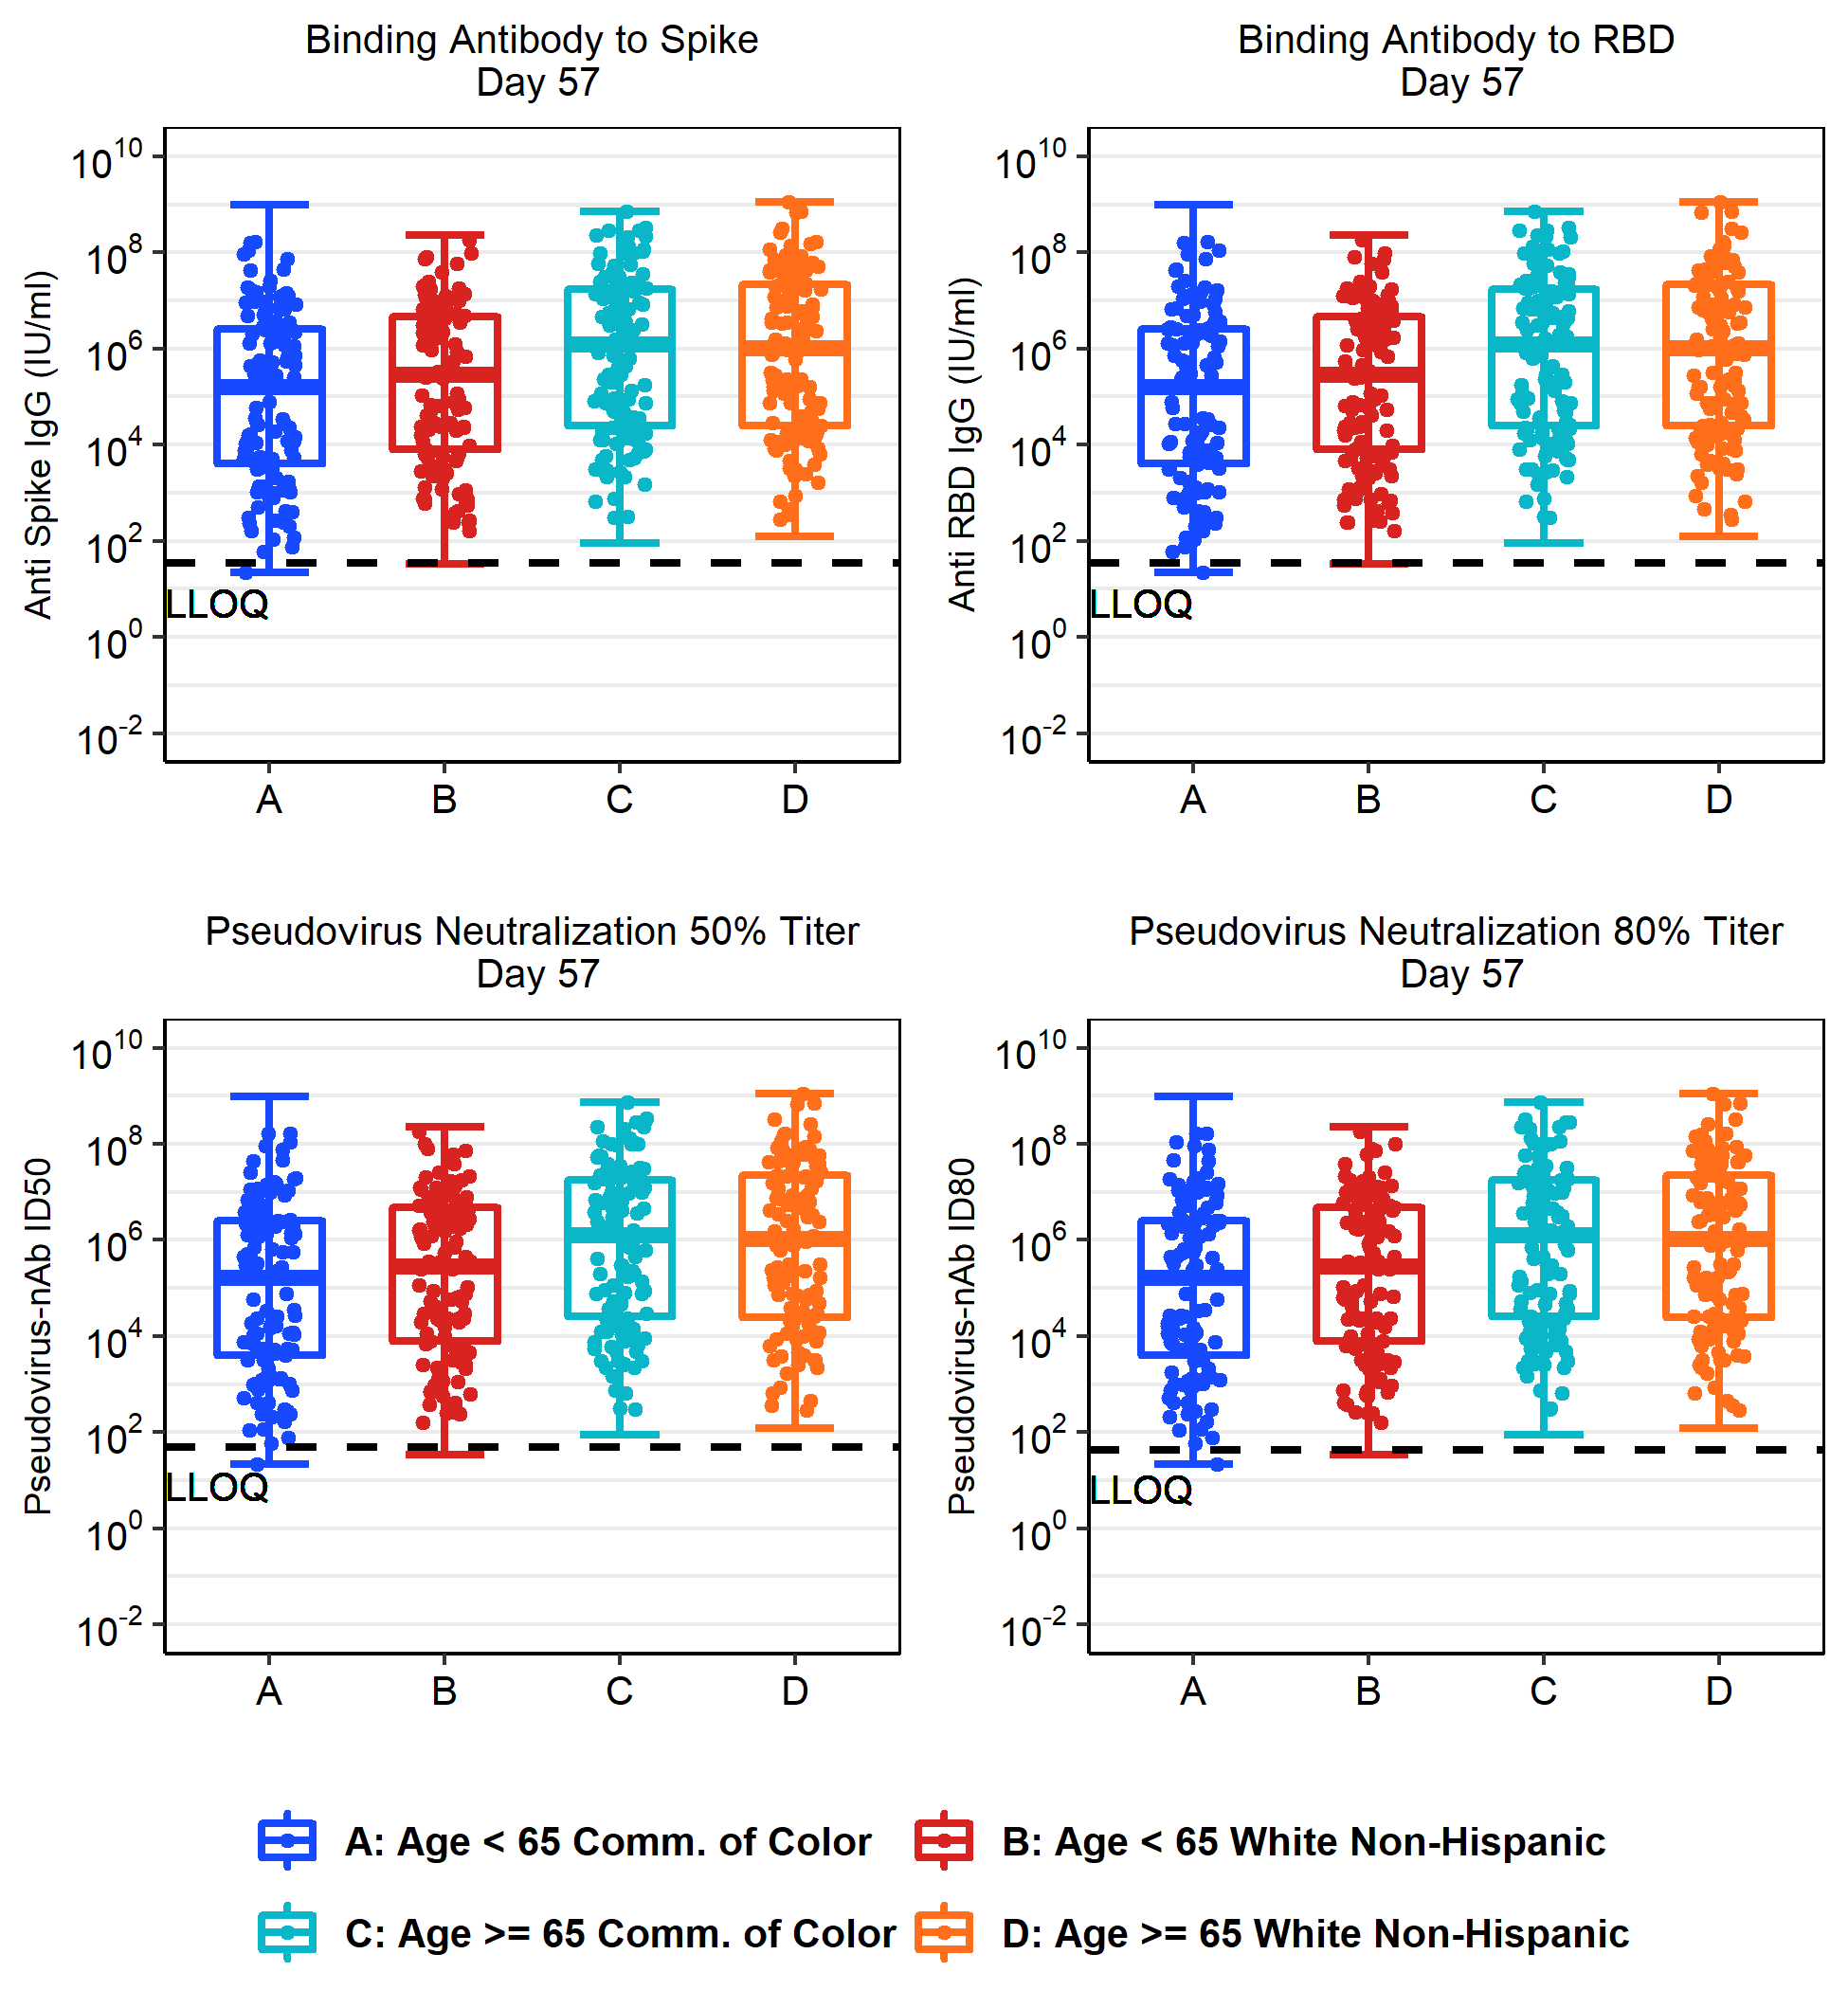 Binding Antibody to Spike
Day 57
Anti Spike IgG (IU/ml)
10^10
10^8
10^6
10^4
10^2
10^0
10^-2
LLOQ
A B C D
Binding Antibody to RBD
Day 57
Anti RBD IgG (IU/ml)
10^10
10^8
10^6
10^4
10^2
10^0
10^-2
LLOQ
A B C D
Pseudovirus Neutralization 50% Titer
Day 57
Pseudovirus-nAb ID50
10^10
10^8
10^6
10^4
10^2
10^0
10^-2
LLOQ
A B C D
Pseudovirus Neutralization 80% Titer
Day 57
Pseudovirus-nAb ID80
10^10
10^8
10^6
10^4
10^2
10^0
10^-2
LLOQ
A B C D
A: Age < 65 Comm. of Color
B: Age < 65 White Non-Hispanic
C: Age >= 65 Comm. of Color
D: Age >= 65 White Non-Hispanic